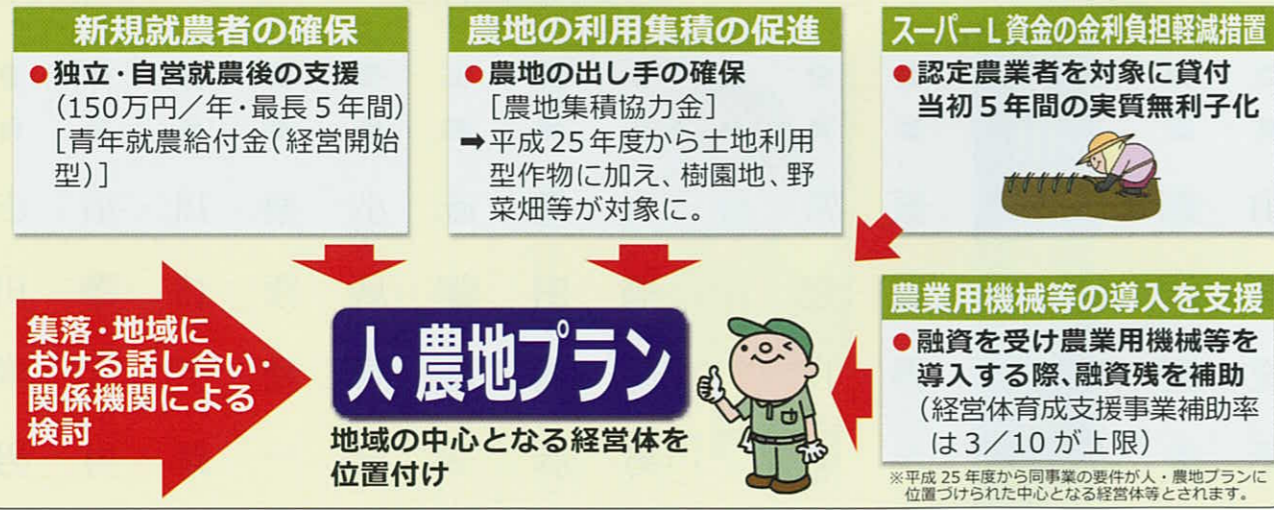 新規就農者の確保
●独立・自営就農後の支援
(150万円/年・最長5年間)
[青年就農給付金(経営開始
型)]
農地の利用集積の促進
●農地の出し手の確保
[農地集積協力金]
➡平成25年度から土地利用
型作物に加え、樹園地、野
菜畑等が対象に。
スーパーL資金の金利負担軽減措置
●認定農業者を対象に貸付
当初5年間の実質無利子化
集落・地域に
おける話し合い・
関係機関による
検討
人・農地プラン
地域の中心となる経営体を
位置付け
農業用機械等の導入を支援
●融資を受け農業用機械等を
導入する際、融資残を補助
(経営体育成支援事業補助率
は3/10が上限)
※平成25年度から同事業の要件が人・農地プランに
位置づけられた中心となる経営体等とされます。